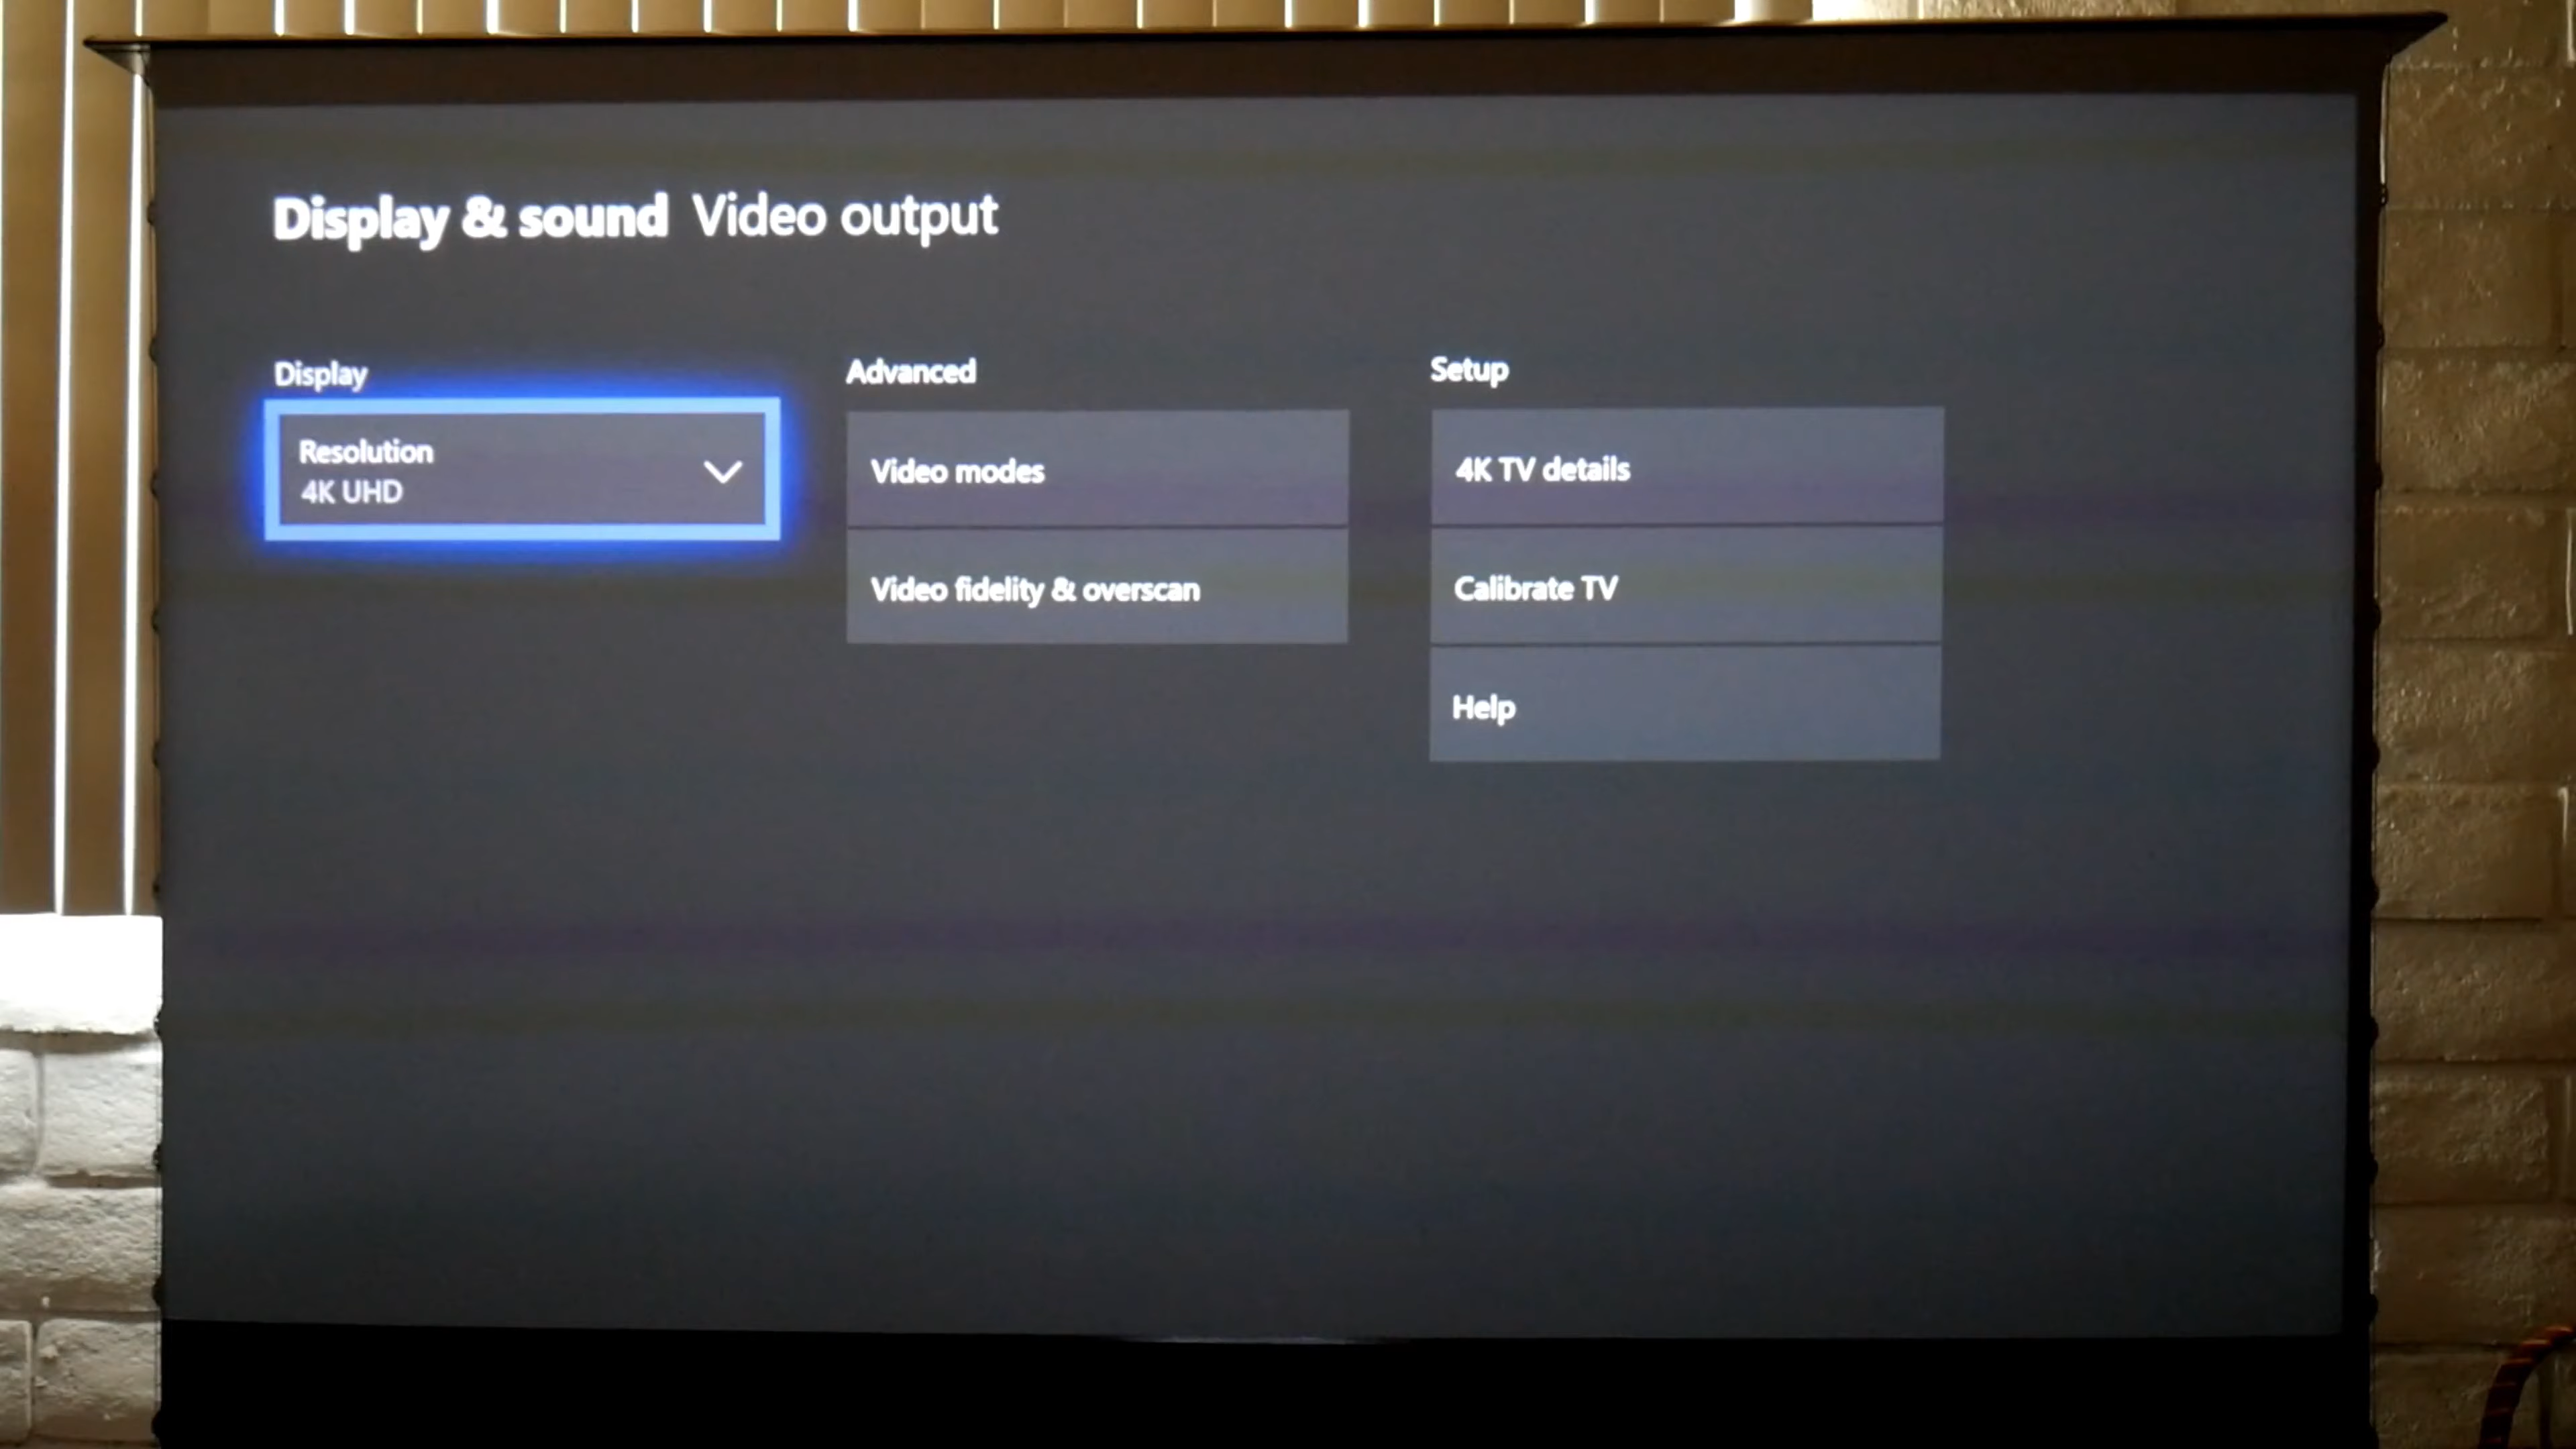 Display & sound Video output
Display
Resolution
4K UHD
Advanced
Video modes
Video fidelity & overscan
Setup
4K TV details
Calibrate TV
Help